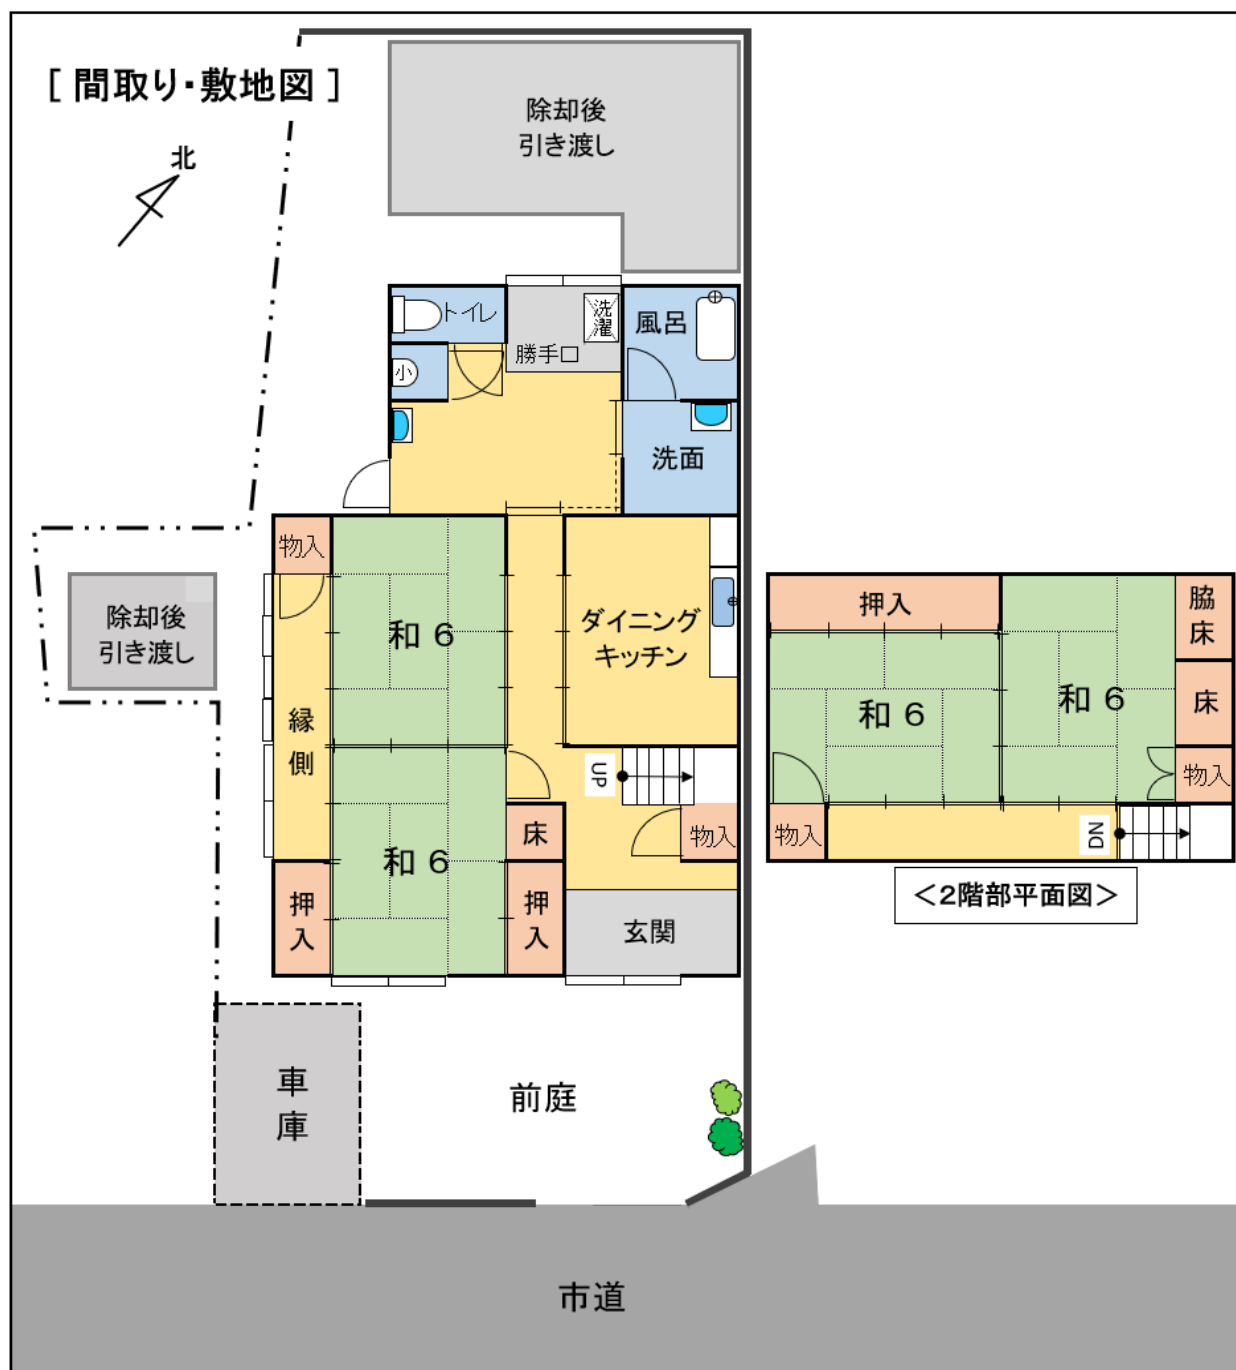 [ 間取り・敷地図 ]
北
除却後
引き渡し
トイレ
洗濯
風呂
勝手口
小
洗面
物入
和 6
ダイニング
キッチン
除却後
引き渡し
縁側
UP
和 6
床
物入
押入
押入
玄関
押入
脇床
和 6
和 6
床
物入
物入
DN
＜2階部平面図＞
車庫
前庭
市道